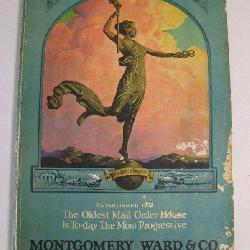 ESTABLISHED 1872
The Oldest Mail Order House
Is To-day The Most Progressive
MONTGOMERY WARD & CO.